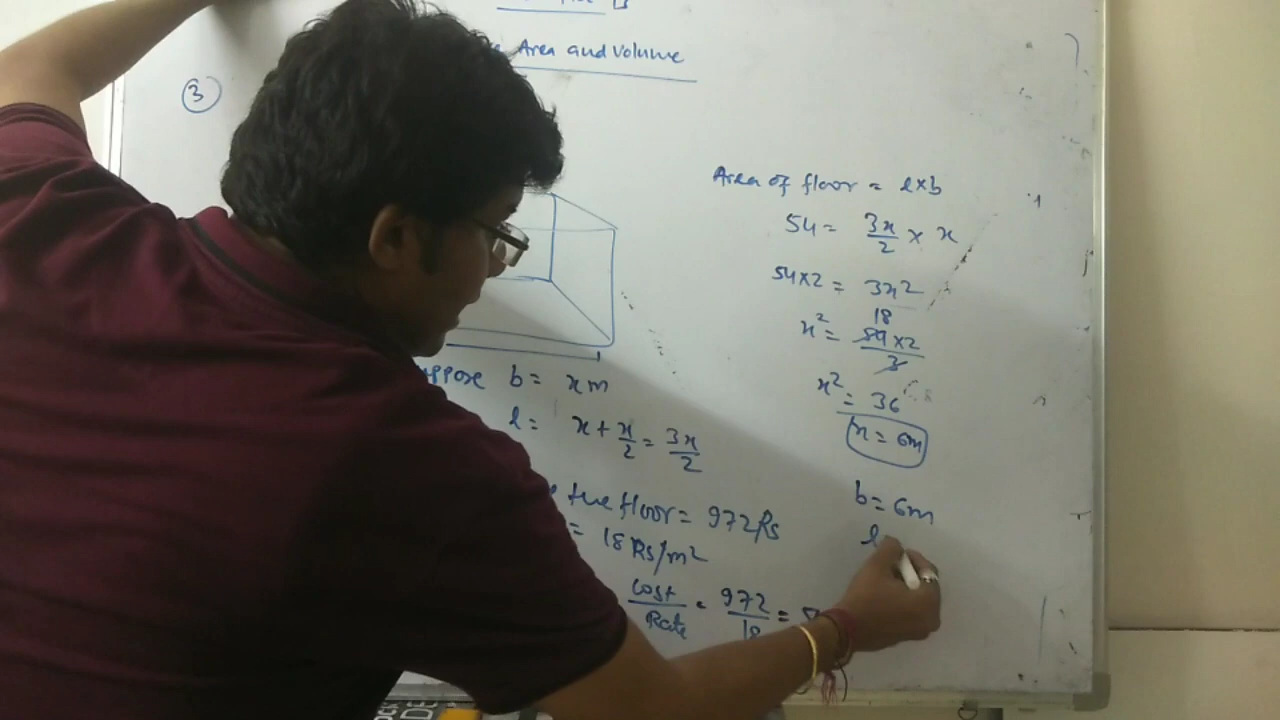 Area and Volume
3
b = x m
l = x + x/2 = 3x/2
the floor = 972 Rs
= 18 Rs/m²
Cost/Rate = 972/18 =
Area of floor = l×b
54 = 3x/2 × x
54×2 = 3x²
18
x² = 54×2/3
x² = 36
x = 6m
b = 6m
l